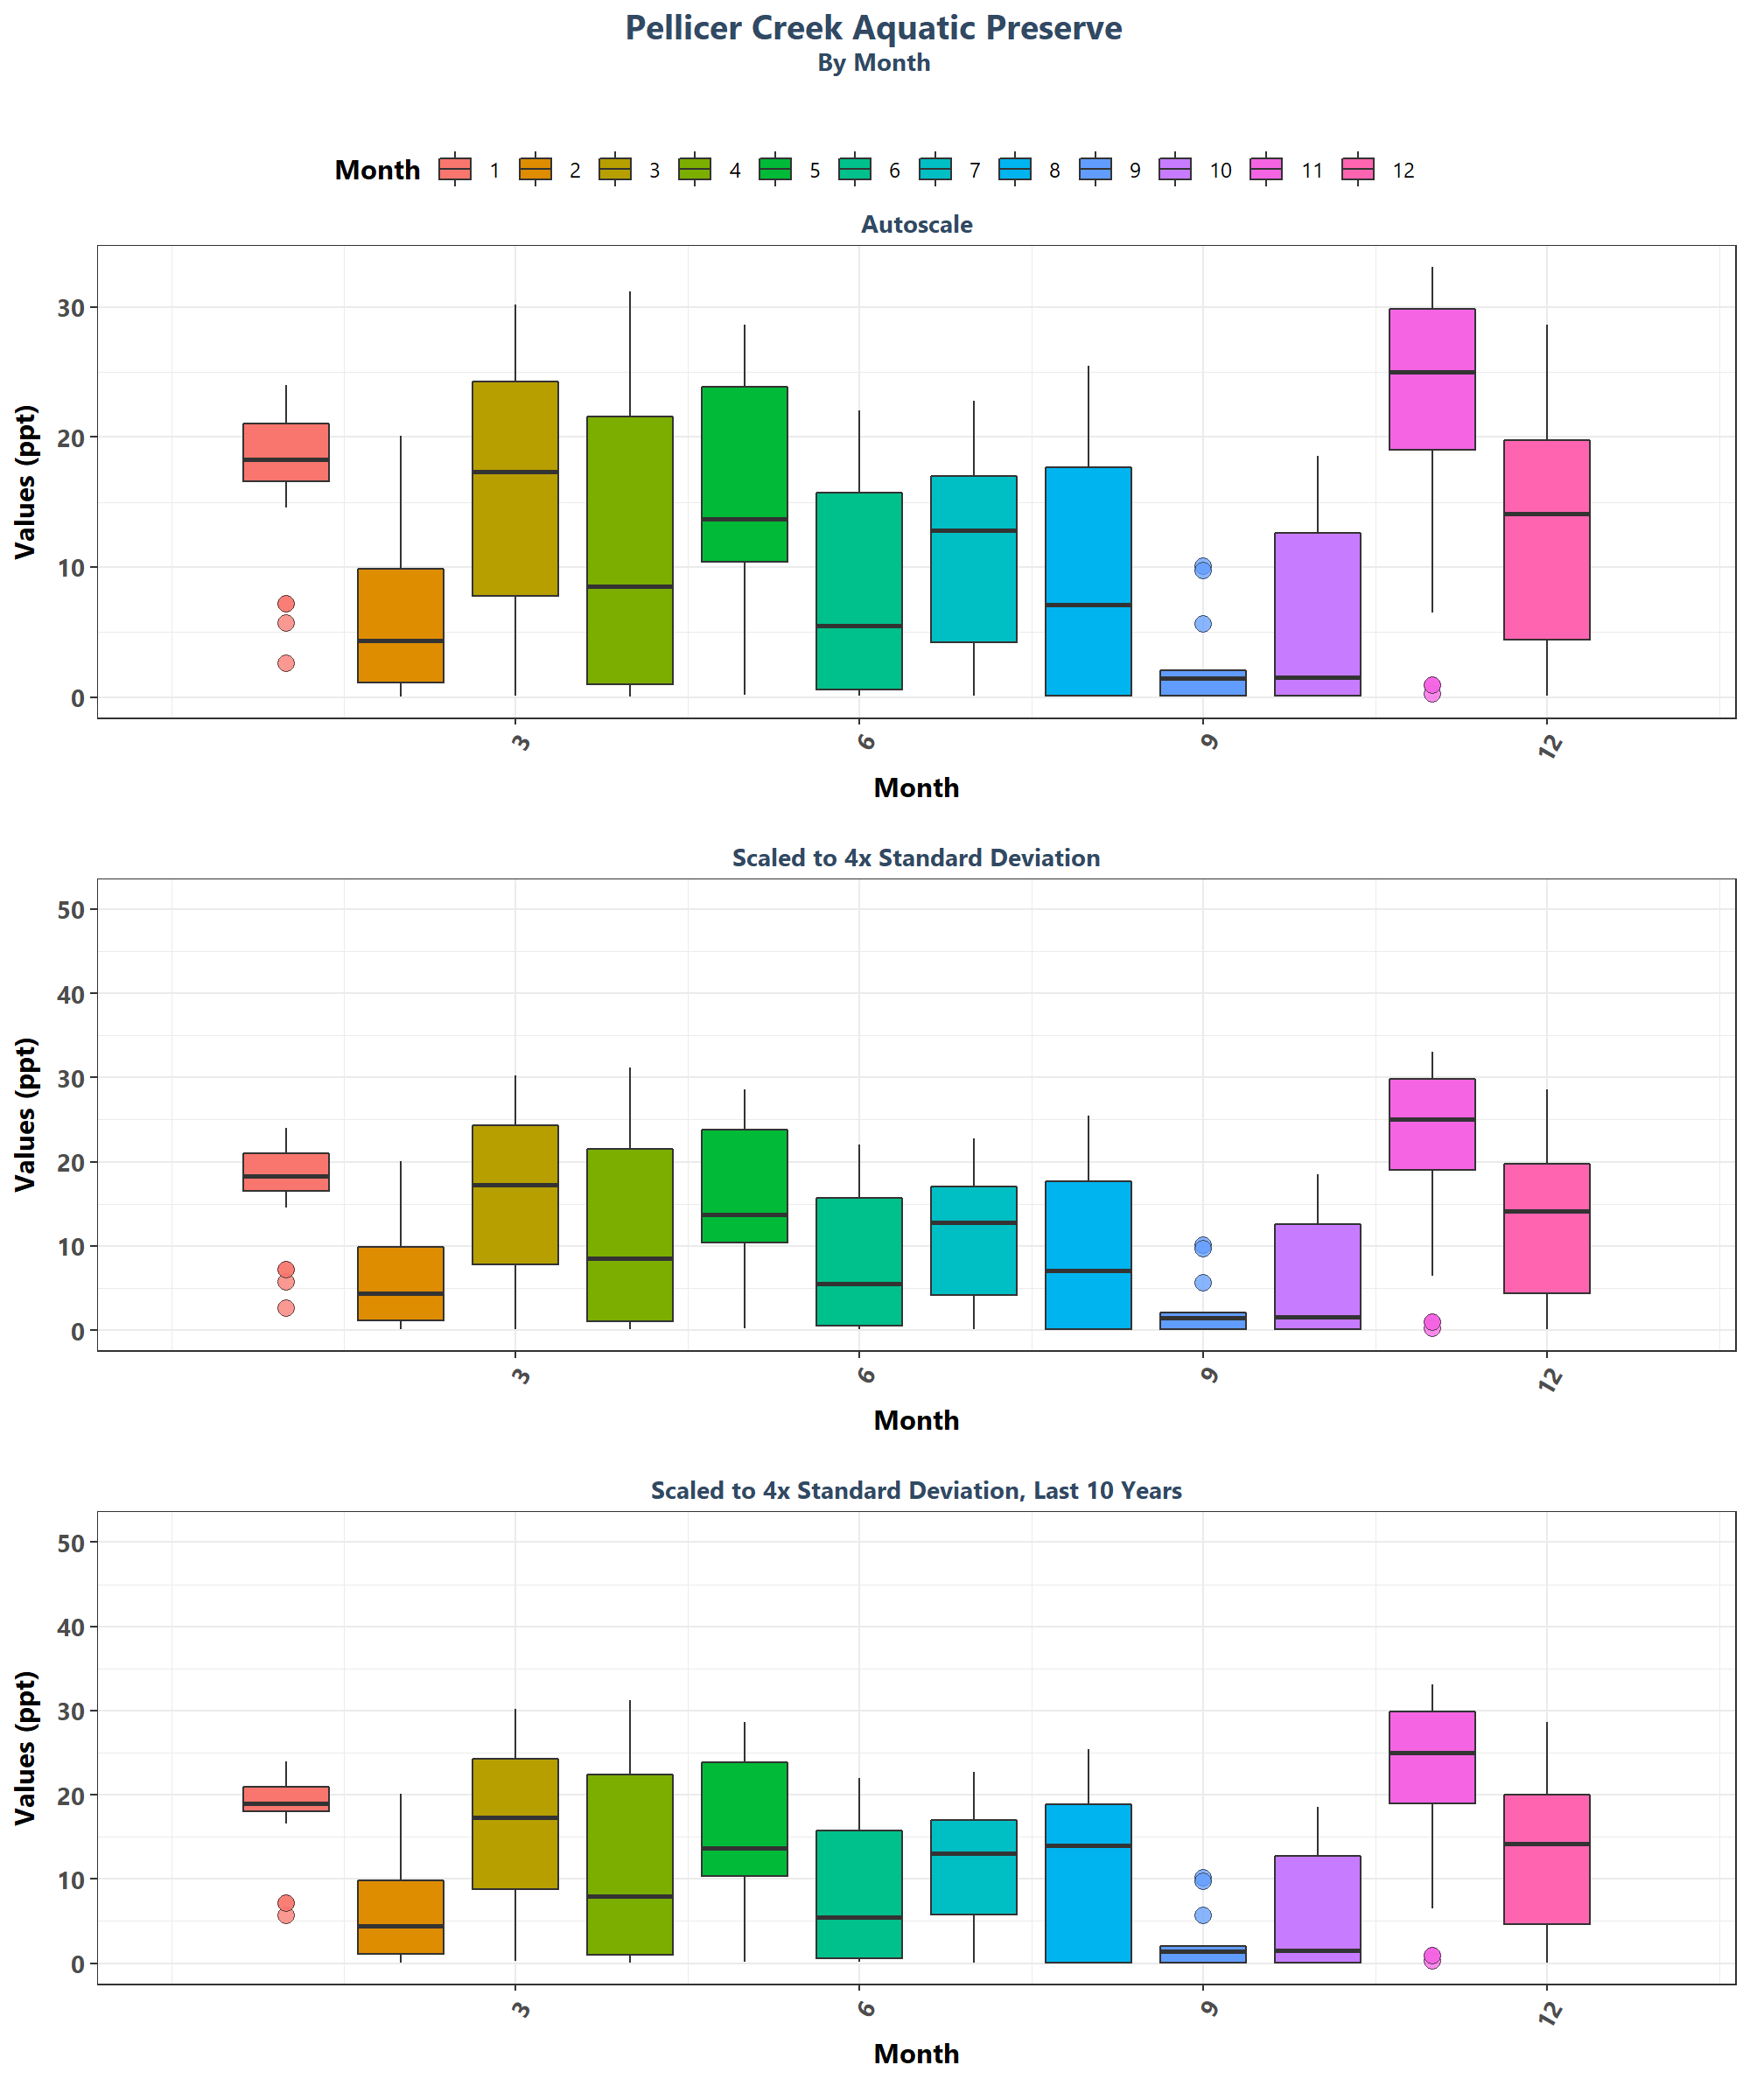 Pellicer Creek Aquatic Preserve
By Month
Month 1 2 3 4 5 6 7 8 9 10 11 12
Autoscale
Values (ppt)
30
20
10
0
3 6 9 12
Month
Scaled to 4x Standard Deviation
Values (ppt)
50
40
30
20
10
0
3 6 9 12
Month
Scaled to 4x Standard Deviation, Last 10 Years
Values (ppt)
50
40
30
20
10
0
3 6 9 12
Month